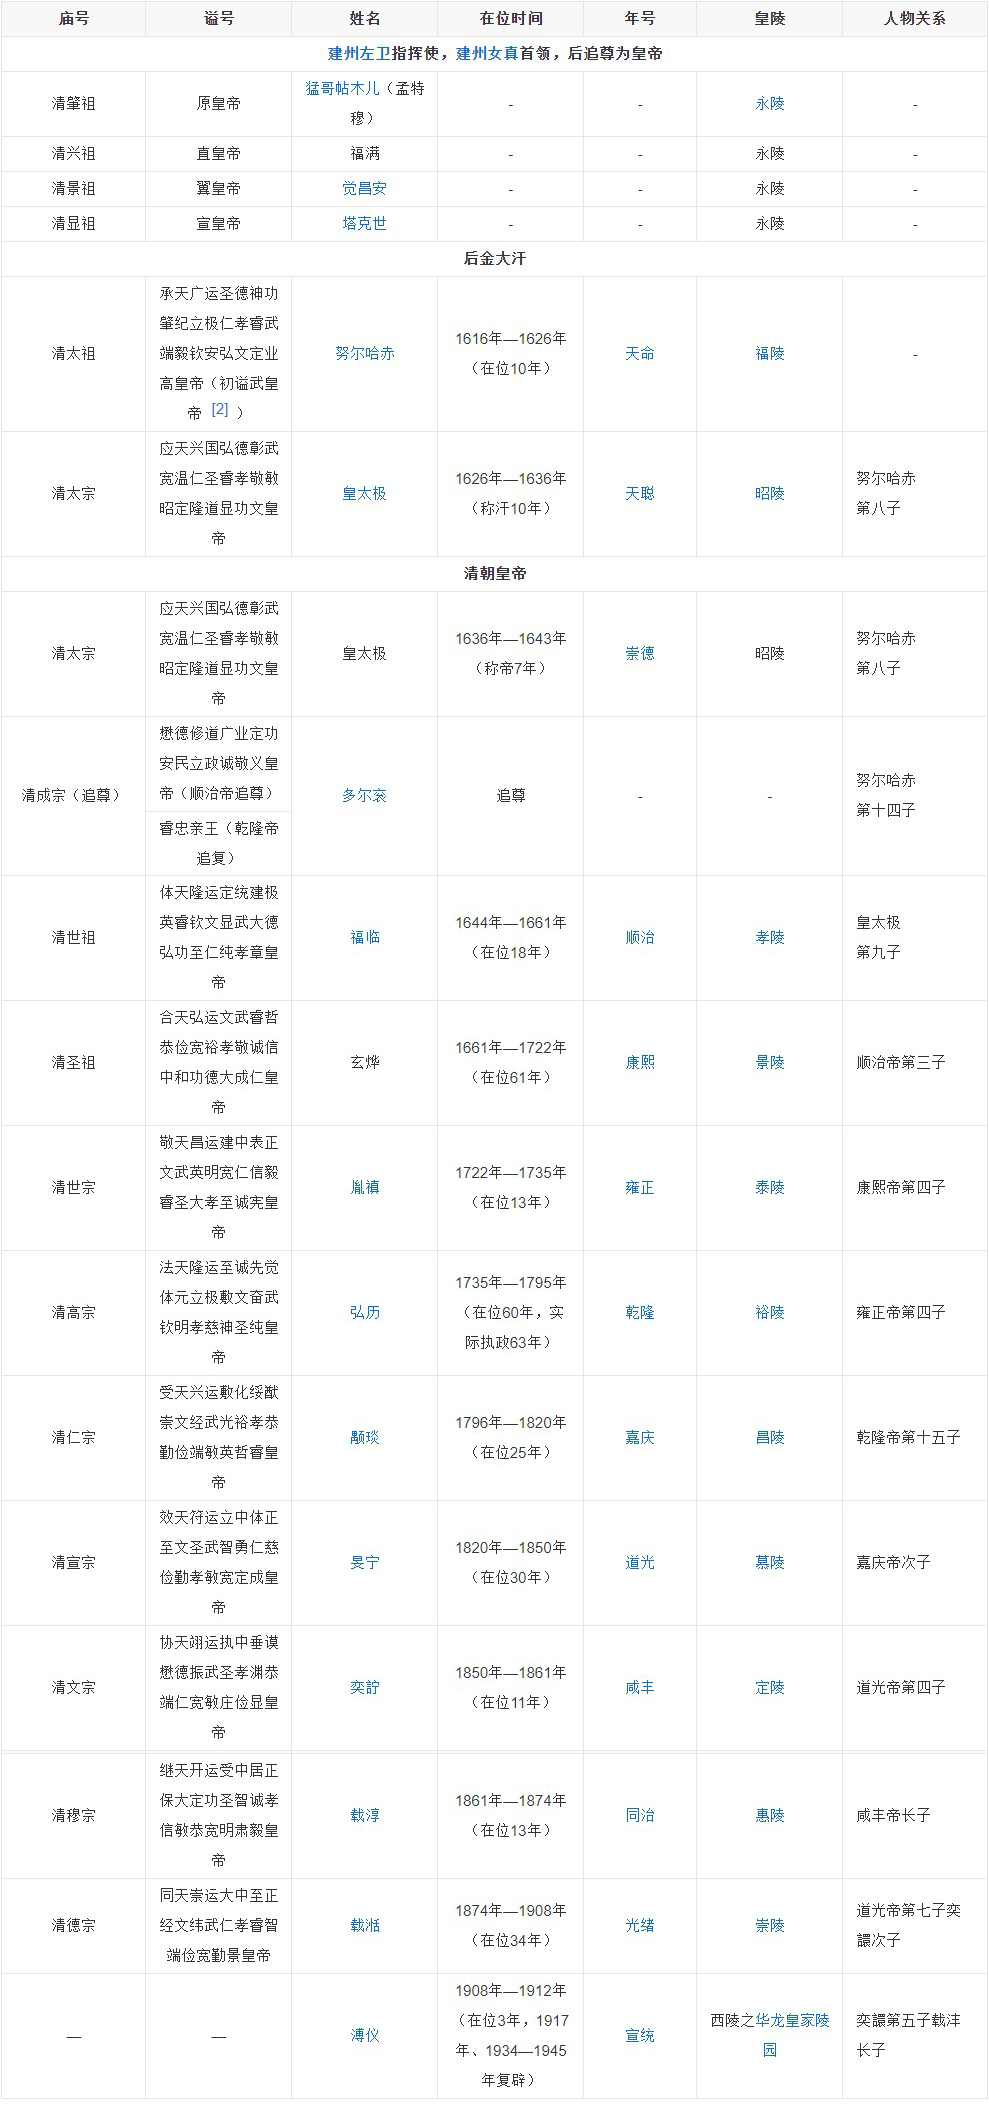 庙号 谥号 姓名 在位时间 年号 皇陵 人物关系
建州左卫指挥使，建州女真首领，后追尊为皇帝
清肇祖 原皇帝 猛哥帖木儿（孟特
穆） - - 永陵 -
清兴祖 直皇帝 福满 - - 永陵 -
清景祖 翼皇帝 觉昌安 - - 永陵 -
清显祖 宣皇帝 塔克世 - - 永陵 -
后金大汗
清太祖
承天广运圣德神功
肇纪立极仁孝睿武
端毅钦安弘文定业
高皇帝（初谥武皇
帝 [2] ）
努尔哈赤
1616年—1626年
（在位10年）
天命
福陵
-
清太宗
应天兴国弘德彰武
宽温仁圣睿孝敬敏
昭定隆道显功文皇
帝
皇太极
1626年—1636年
（称汗10年）
天聪
昭陵
努尔哈赤
第八子
清朝皇帝
清太宗
应天兴国弘德彰武
宽温仁圣睿孝敬敏
昭定隆道显功文皇
帝
皇太极
1636年—1643年
（称帝7年）
崇德
昭陵
努尔哈赤
第八子
清成宗（追尊）
懋德修道广业定功
安民立政诚敬义皇
帝（顺治帝追尊）
睿忠亲王（乾隆帝
追复）
多尔衮
追尊
-
-
努尔哈赤
第十四子
清世祖
体天隆运定统建极
英睿钦文显武大德
弘功至仁纯孝章皇
帝
福临
1644年—1661年
（在位18年）
顺治
孝陵
皇太极
第九子
清圣祖
合天弘运文武睿哲
恭俭宽裕孝敬诚信
中和功德大成仁皇
帝
玄烨
1661年—1722年
（在位61年）
康熙
景陵
顺治帝第三子
清世宗
敬天昌运建中表正
文武英明宽仁信毅
睿圣大孝至诚宪皇
帝
胤禛
1722年—1735年
（在位13年）
雍正
泰陵
康熙帝第四子
清高宗
法天隆运至诚先觉
体元立极敷文奋武
钦明孝慈神圣纯皇
帝
弘历
1735年—1795年
（在位60年，实
际执政63年）
乾隆
裕陵
雍正帝第四子
清仁宗
受天兴运敷化绥猷
崇文经武光裕孝恭
勤俭端敏英哲睿皇
帝
颙琰
1796年—1820年
（在位25年）
嘉庆
昌陵
乾隆帝第十五子
清宣宗
效天符运立中体正
至文圣武智勇仁慈
俭勤孝敏宽定成皇
帝
旻宁
1820年—1850年
（在位30年）
道光
慕陵
嘉庆帝次子
清文宗
协天翊运执中垂谟
懋德振武圣孝渊恭
端仁宽敏庄俭显皇
帝
奕詝
1850年—1861年
（在位11年）
咸丰
定陵
道光帝第四子
清穆宗
继天开运受中居正
保大定功圣智诚孝
信敏恭宽明肃毅皇
帝
载淳
1861年—1874年
（在位13年）
同治
惠陵
咸丰帝长子
清德宗
同天崇运大中至正
经文纬武仁孝睿智
端俭宽勤景皇帝
载湉
1874年—1908年
（在位34年）
光绪
崇陵
道光帝第七子奕
譞次子
—
—
溥仪
1908年—1912年
（在位3年，1917
年、1934—1945
年复辟）
宣统
西陵之华龙皇家陵
园
奕譞第五子载沣
长子